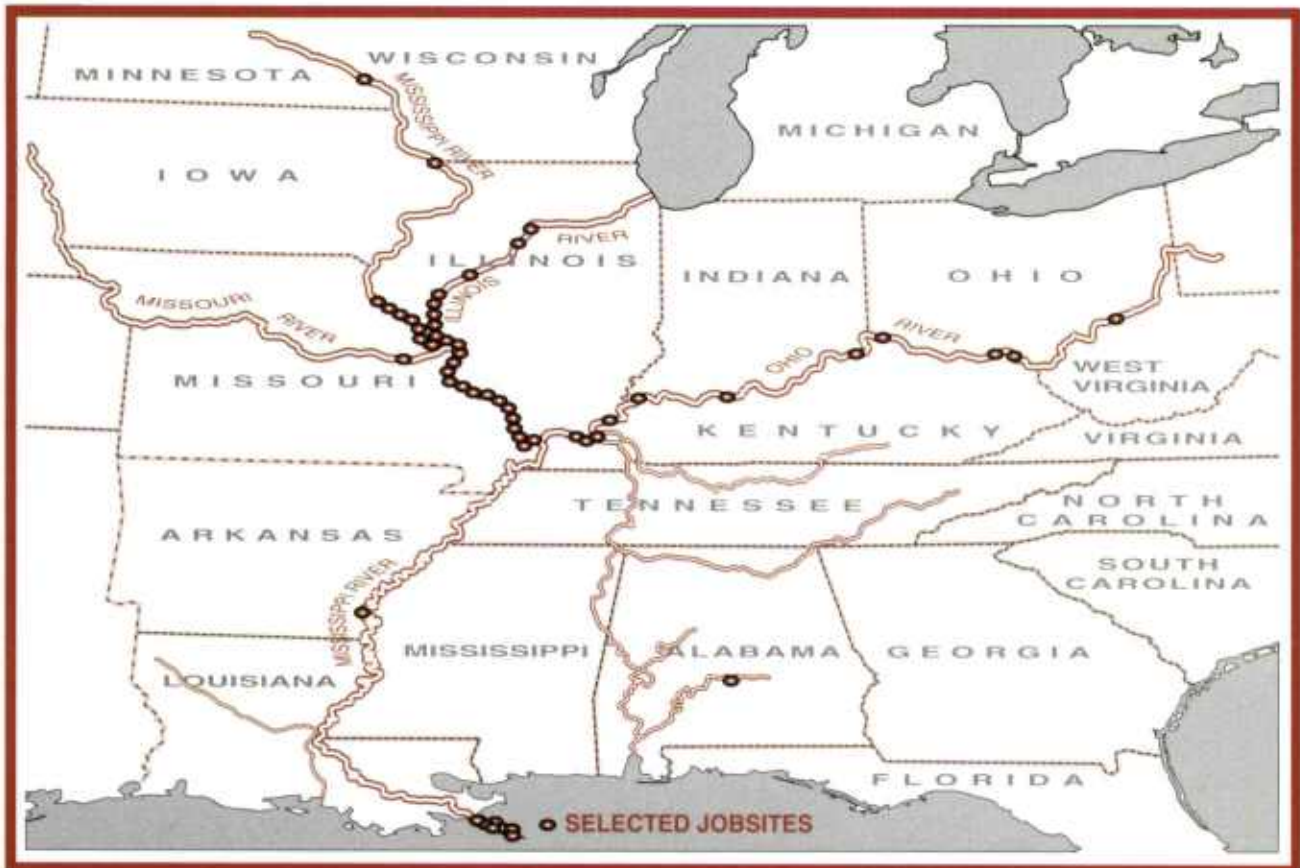 WISCONSIN
MINNESOTA
MISSISSIPPI RIVER
MICHIGAN
IOWA
RIVER
ILLINOIS
ILLINOIS
INDIANA
OHIO
MISSOURI
RIVER
RIVER
OHIO
MISSOURI
WEST
VIRGINIA
KENTUCKY
VIRGINIA
TENNESSEE
NORTH
CAROLINA
ARKANSAS
SOUTH
CAROLINA
MISSISSIPPI RIVER
MISSISSIPPI
ALABAMA
GEORGIA
LOUISIANA
FLORIDA
SELECTED JOBSITES